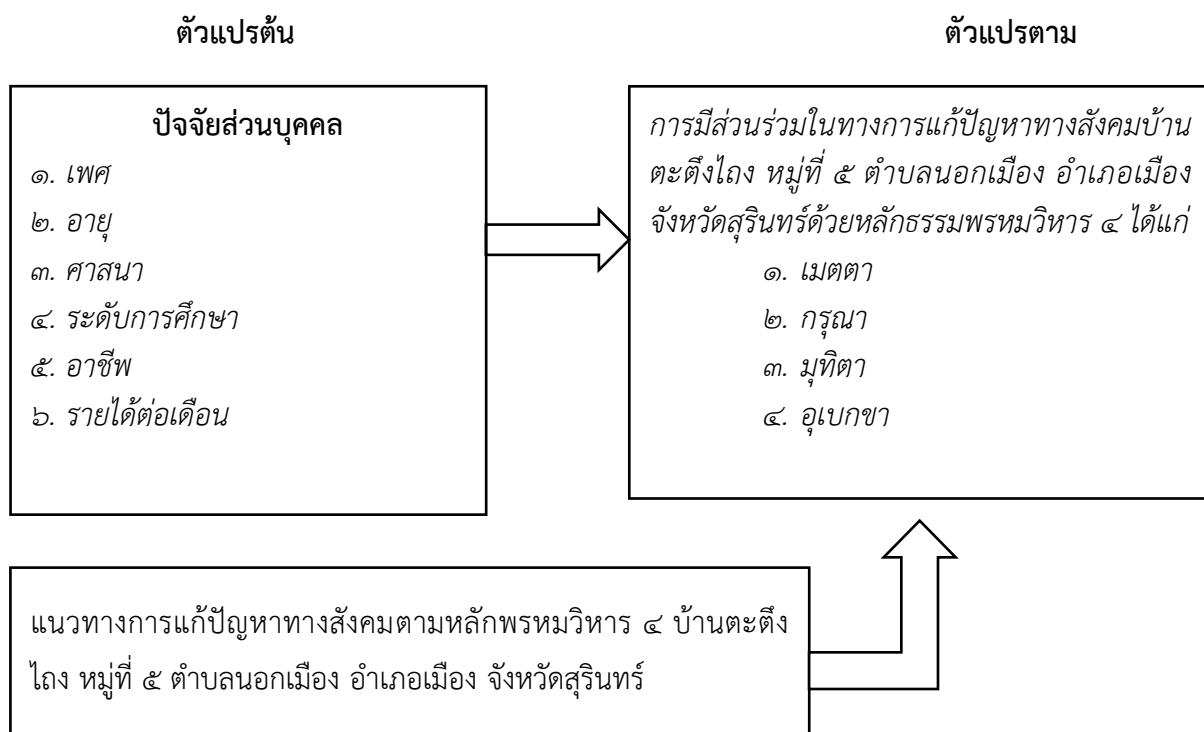 ตัวแปรต้น
ตัวแปรตาม
ปัจจัยส่วนบุคคล
๑. เพศ
๒. อายุ
๓. ศาสนา
๔. ระดับการศึกษา
๕. อาชีพ
๖. รายได้ต่อเดือน
การมีส่วนร่วมในทางการแก้ปัญหาทางสังคมบ้าน
ตะตึงไถง หมู่ที่ ๕ ตำบลนอกเมือง อำเภอเมือง
จังหวัดสุรินทร์ด้วยหลักธรรมพรหมวิหาร ๔ ได้แก่
๑. เมตตา
๒. กรุณา
๓. มุทิตา
๔. อุเบกขา
แนวทางการแก้ปัญหาทางสังคมตามหลักพรหมวิหาร ๔ บ้านตะตึง
ไถง หมู่ที่ ๕ ตำบลนอกเมือง อำเภอเมือง จังหวัดสุรินทร์